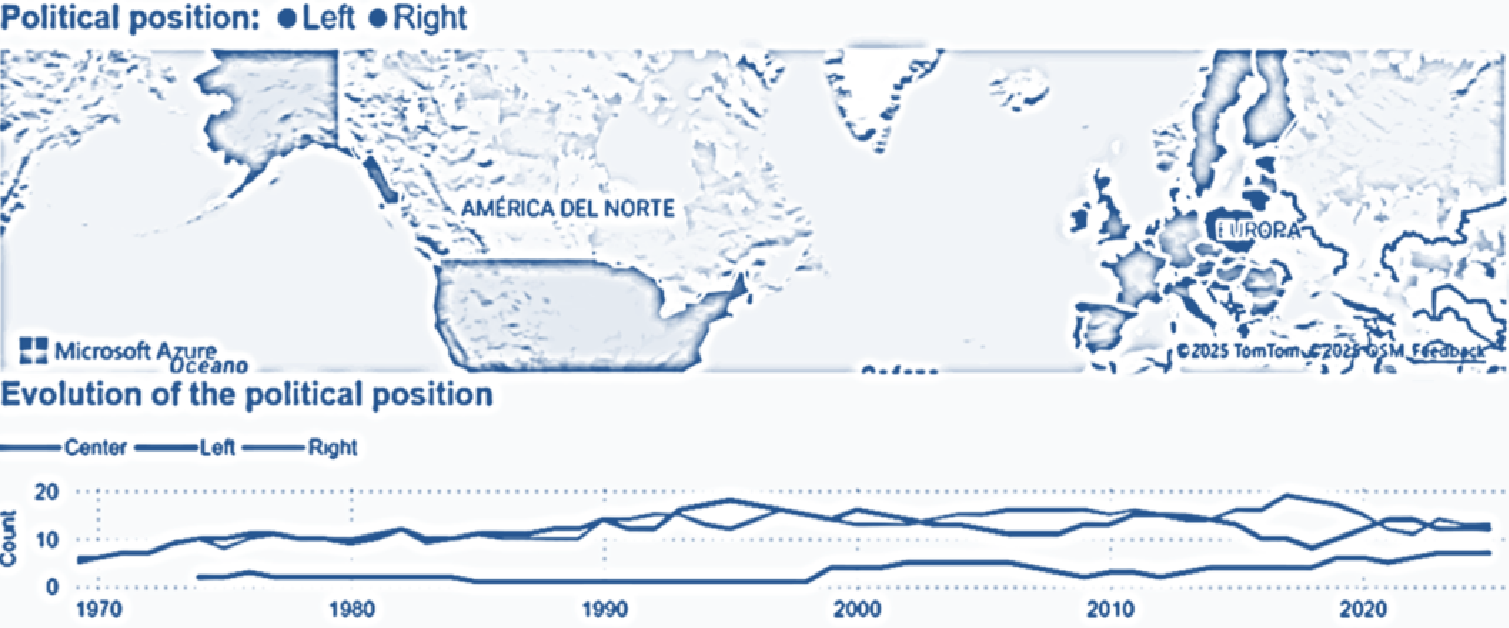 Political position: Left Right
AMÉRICA DEL NORTE
EUROPA
Microsoft Azure
Océano
©2025 TomTom ©2025 OSM Feedback
Evolution of the political position
Center Left Right
20
10
0
Count
1970 1980 1990 2000 2010 2020